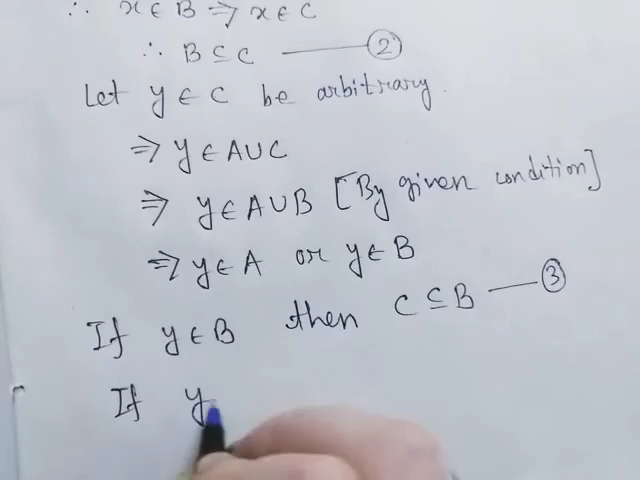 ∴ x ∈ B ⇒ x ∈ C
∴ B ⊆ C —— ②
Let y ∈ C be arbitrary.
⇒ y ∈ A ∪ C
⇒ y ∈ A ∪ B [By given condition]
⇒ y ∈ A or y ∈ B
If y ∈ B then C ⊆ B —— ③
If y